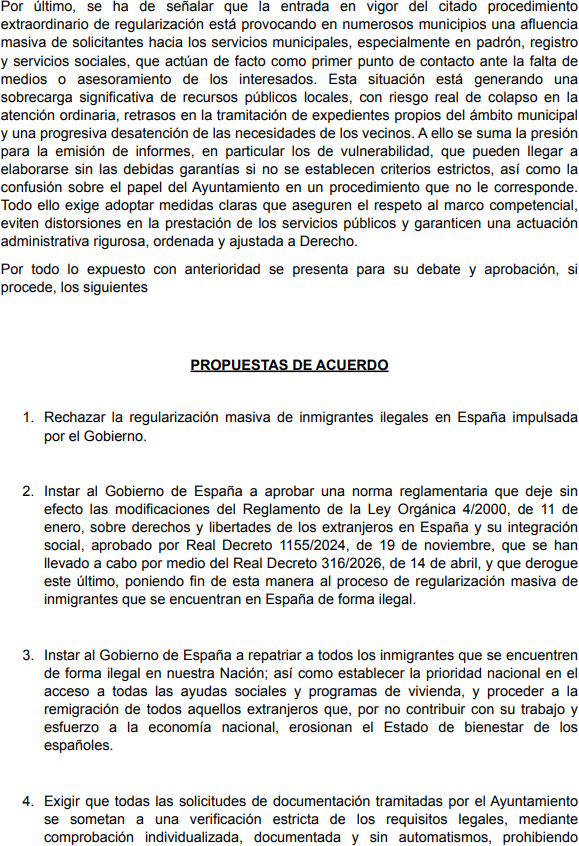 Por último, se ha de señalar que la entrada en vigor del citado procedimiento
extraordinario de regularización está provocando en numerosos municipios una afluencia
masiva de solicitantes hacia los servicios municipales, especialmente en padrón, registro
y servicios sociales, que actúan de facto como primer punto de contacto ante la falta de
medios o asesoramiento de los interesados. Esta situación está generando una
sobrecarga significativa de recursos públicos locales, con riesgo real de colapso en la
atención ordinaria, retrasos en la tramitación de expedientes propios del ámbito municipal
y una progresiva desatención de las necesidades de los vecinos. A ello se suma la presión
para la emisión de informes, en particular los de vulnerabilidad, que pueden llegar a
elaborarse sin las debidas garantías si no se establecen criterios estrictos, así como la
confusión sobre el papel del Ayuntamiento en un procedimiento que no le corresponde.
Todo ello exige adoptar medidas claras que aseguren el respeto al marco competencial,
eviten distorsiones en la prestación de los servicios públicos y garanticen una actuación
administrativa rigurosa, ordenada y ajustada a Derecho.
Por todo lo expuesto con anterioridad se presenta para su debate y aprobación, si
procede, los siguientes
PROPUESTAS DE ACUERDO
1. Rechazar la regularización masiva de inmigrantes ilegales en España impulsada
por el Gobierno.
2. Instar al Gobierno de España a aprobar una norma reglamentaria que deje sin
efecto las modificaciones del Reglamento de la Ley Orgánica 4/2000, de 11 de
enero, sobre derechos y libertades de los extranjeros en España y su integración
social, aprobado por Real Decreto 1155/2024, de 19 de noviembre, que se han
llevado a cabo por medio del Real Decreto 316/2026, de 14 de abril, y que derogue
este último, poniendo fin de esta manera al proceso de regularización masiva de
inmigrantes que se encuentran en España de forma ilegal.
3. Instar al Gobierno de España a repatriar a todos los inmigrantes que se encuentren
de forma ilegal en nuestra Nación; así como establecer la prioridad nacional en el
acceso a todas las ayudas sociales y programas de vivienda, y proceder a la
remigración de todos aquellos extranjeros que, por no contribuir con su trabajo y
esfuerzo a la economía nacional, erosionan el Estado de bienestar de los
españoles.
4. Exigir que todas las solicitudes de documentación tramitadas por el Ayuntamiento
se sometan a una verificación estricta de los requisitos legales, mediante
comprobación individualizada, documentada y sin automatismos, prohibiendo